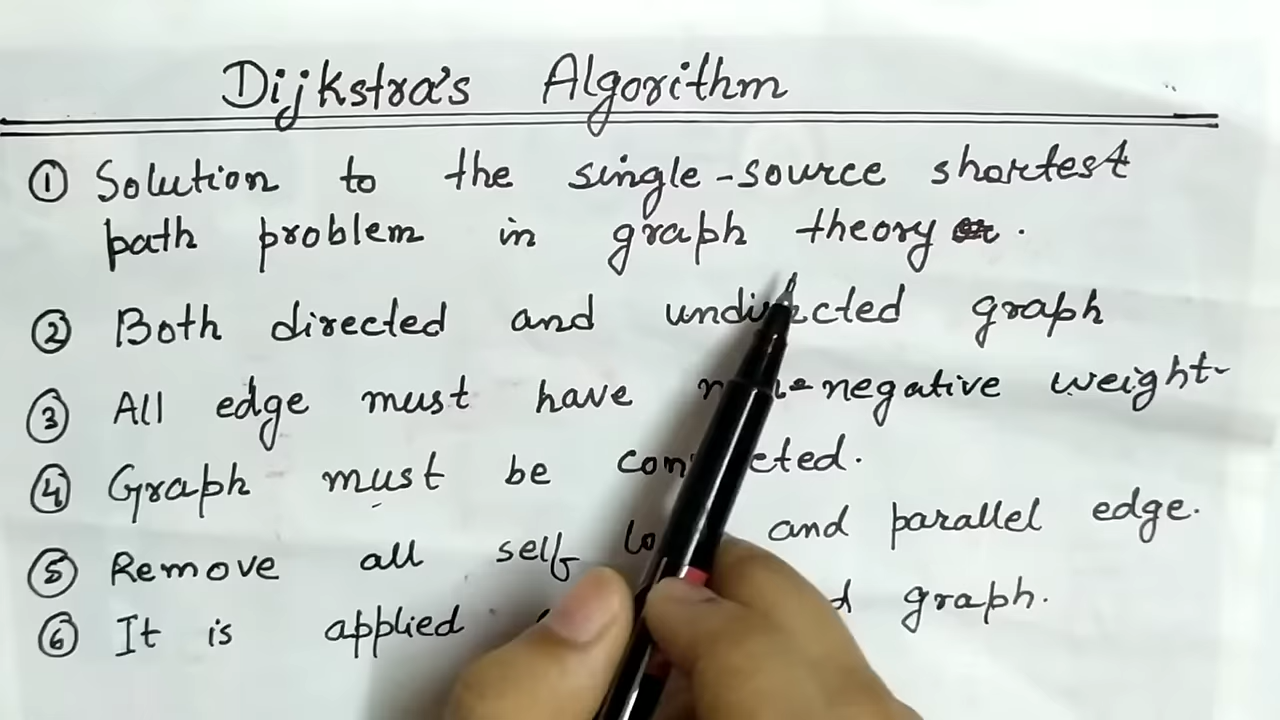 Dijkstra's Algorithm
① Solution to the single-source shortest
path problem in graph theory.
② Both directed and undirected graph
③ All edge must have non-negative weight
④ Graph must be connected.
⑤ Remove all self and parallel edge.
⑥ It is applied graph.